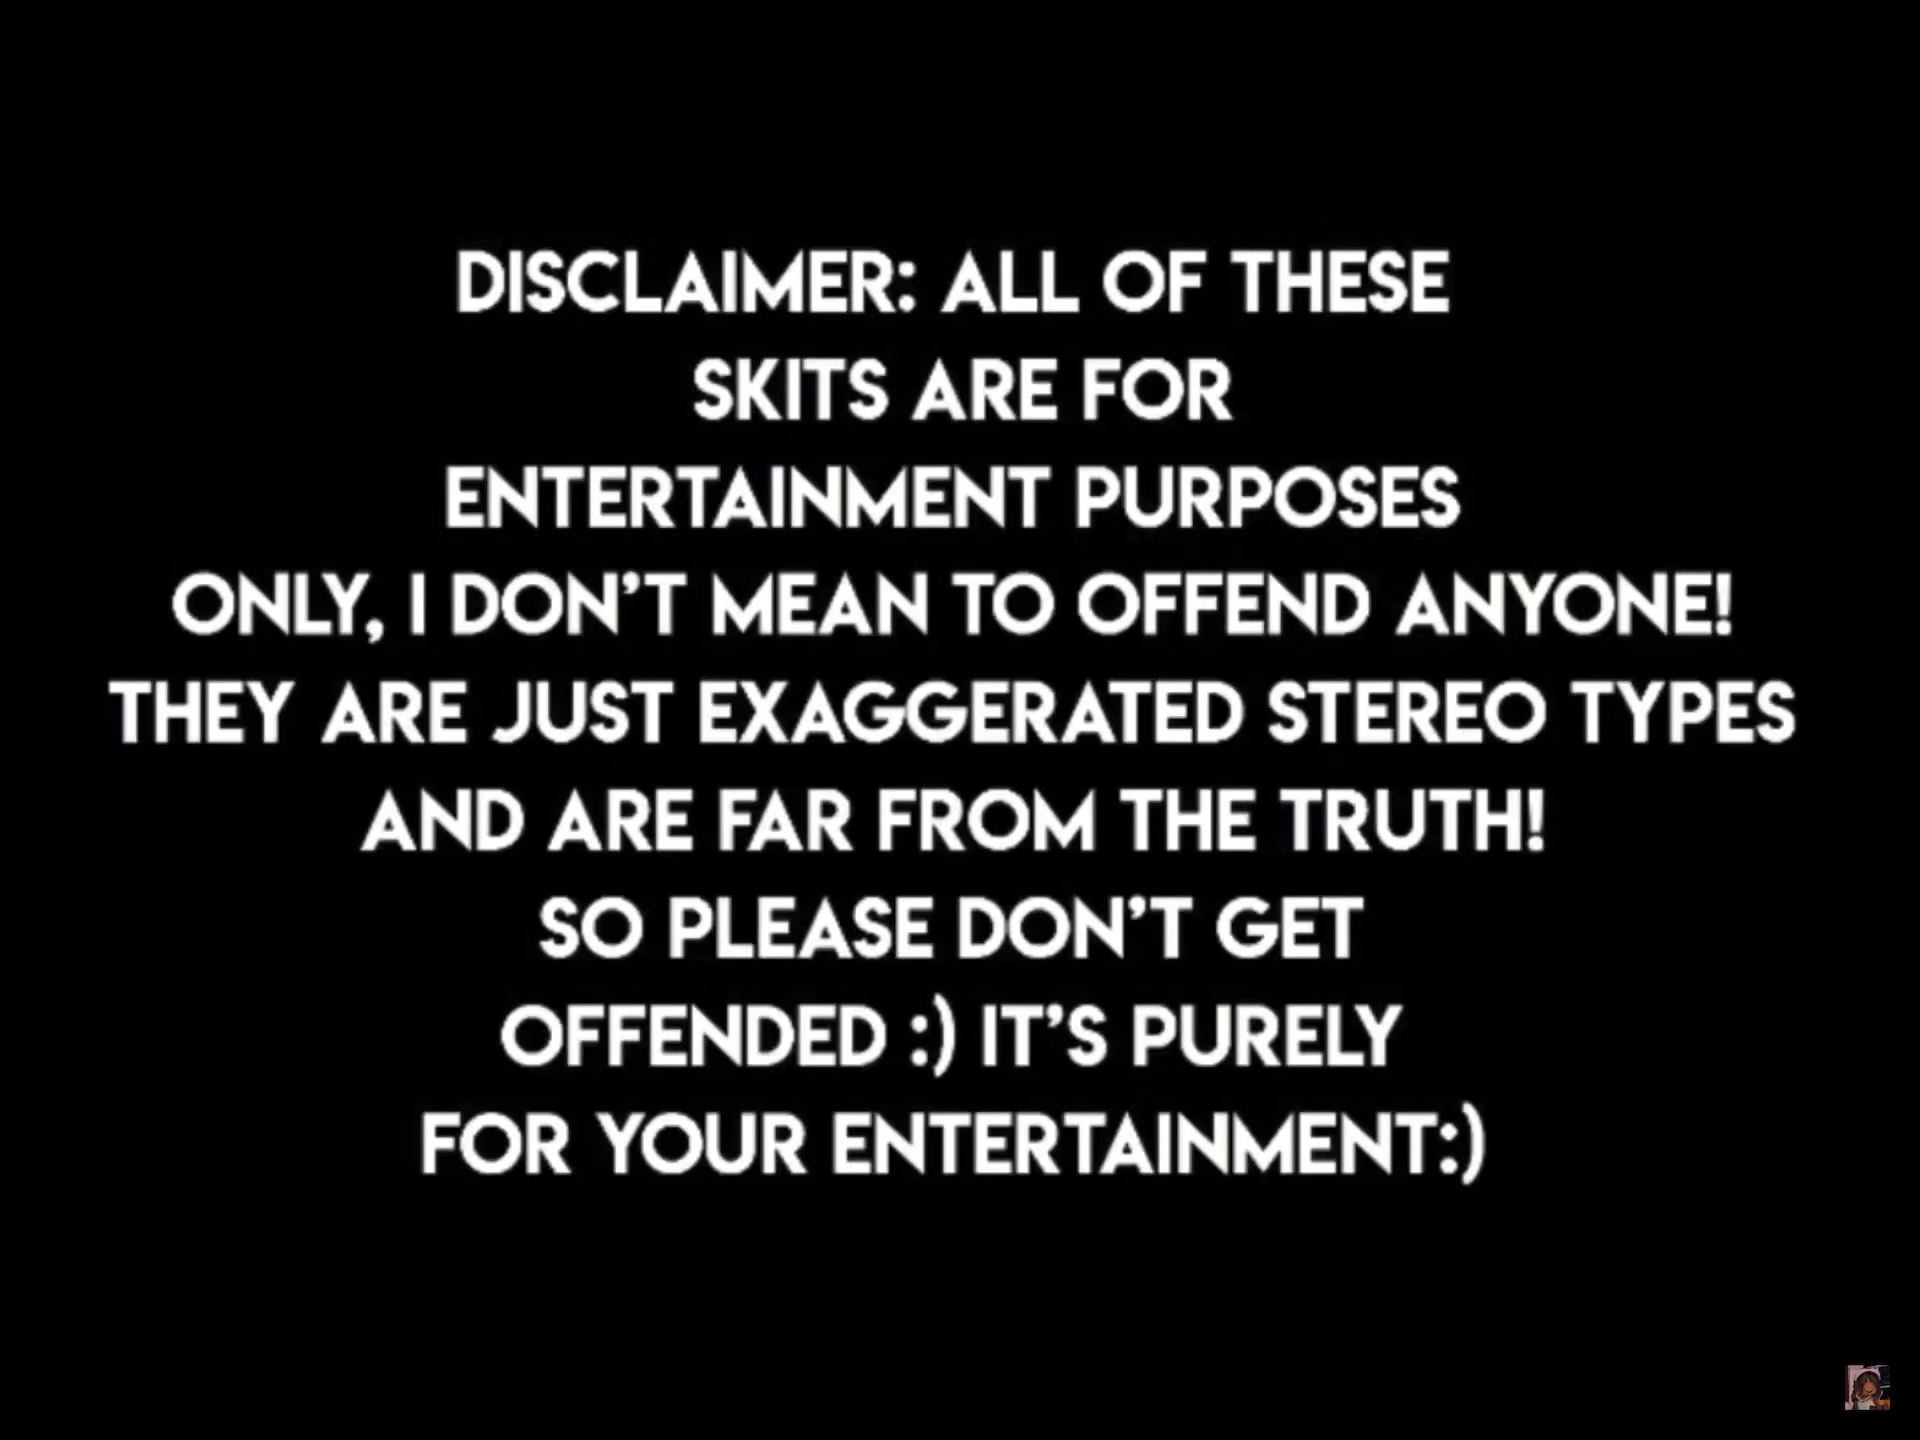 DISCLAIMER: ALL OF THESE
SKITS ARE FOR
ENTERTAINMENT PURPOSES
ONLY, I DON’T MEAN TO OFFEND ANYONE!
THEY ARE JUST EXAGGERATED STEREO TYPES
AND ARE FAR FROM THE TRUTH!
SO PLEASE DON’T GET
OFFENDED :) IT’S PURELY
FOR YOUR ENTERTAINMENT:)